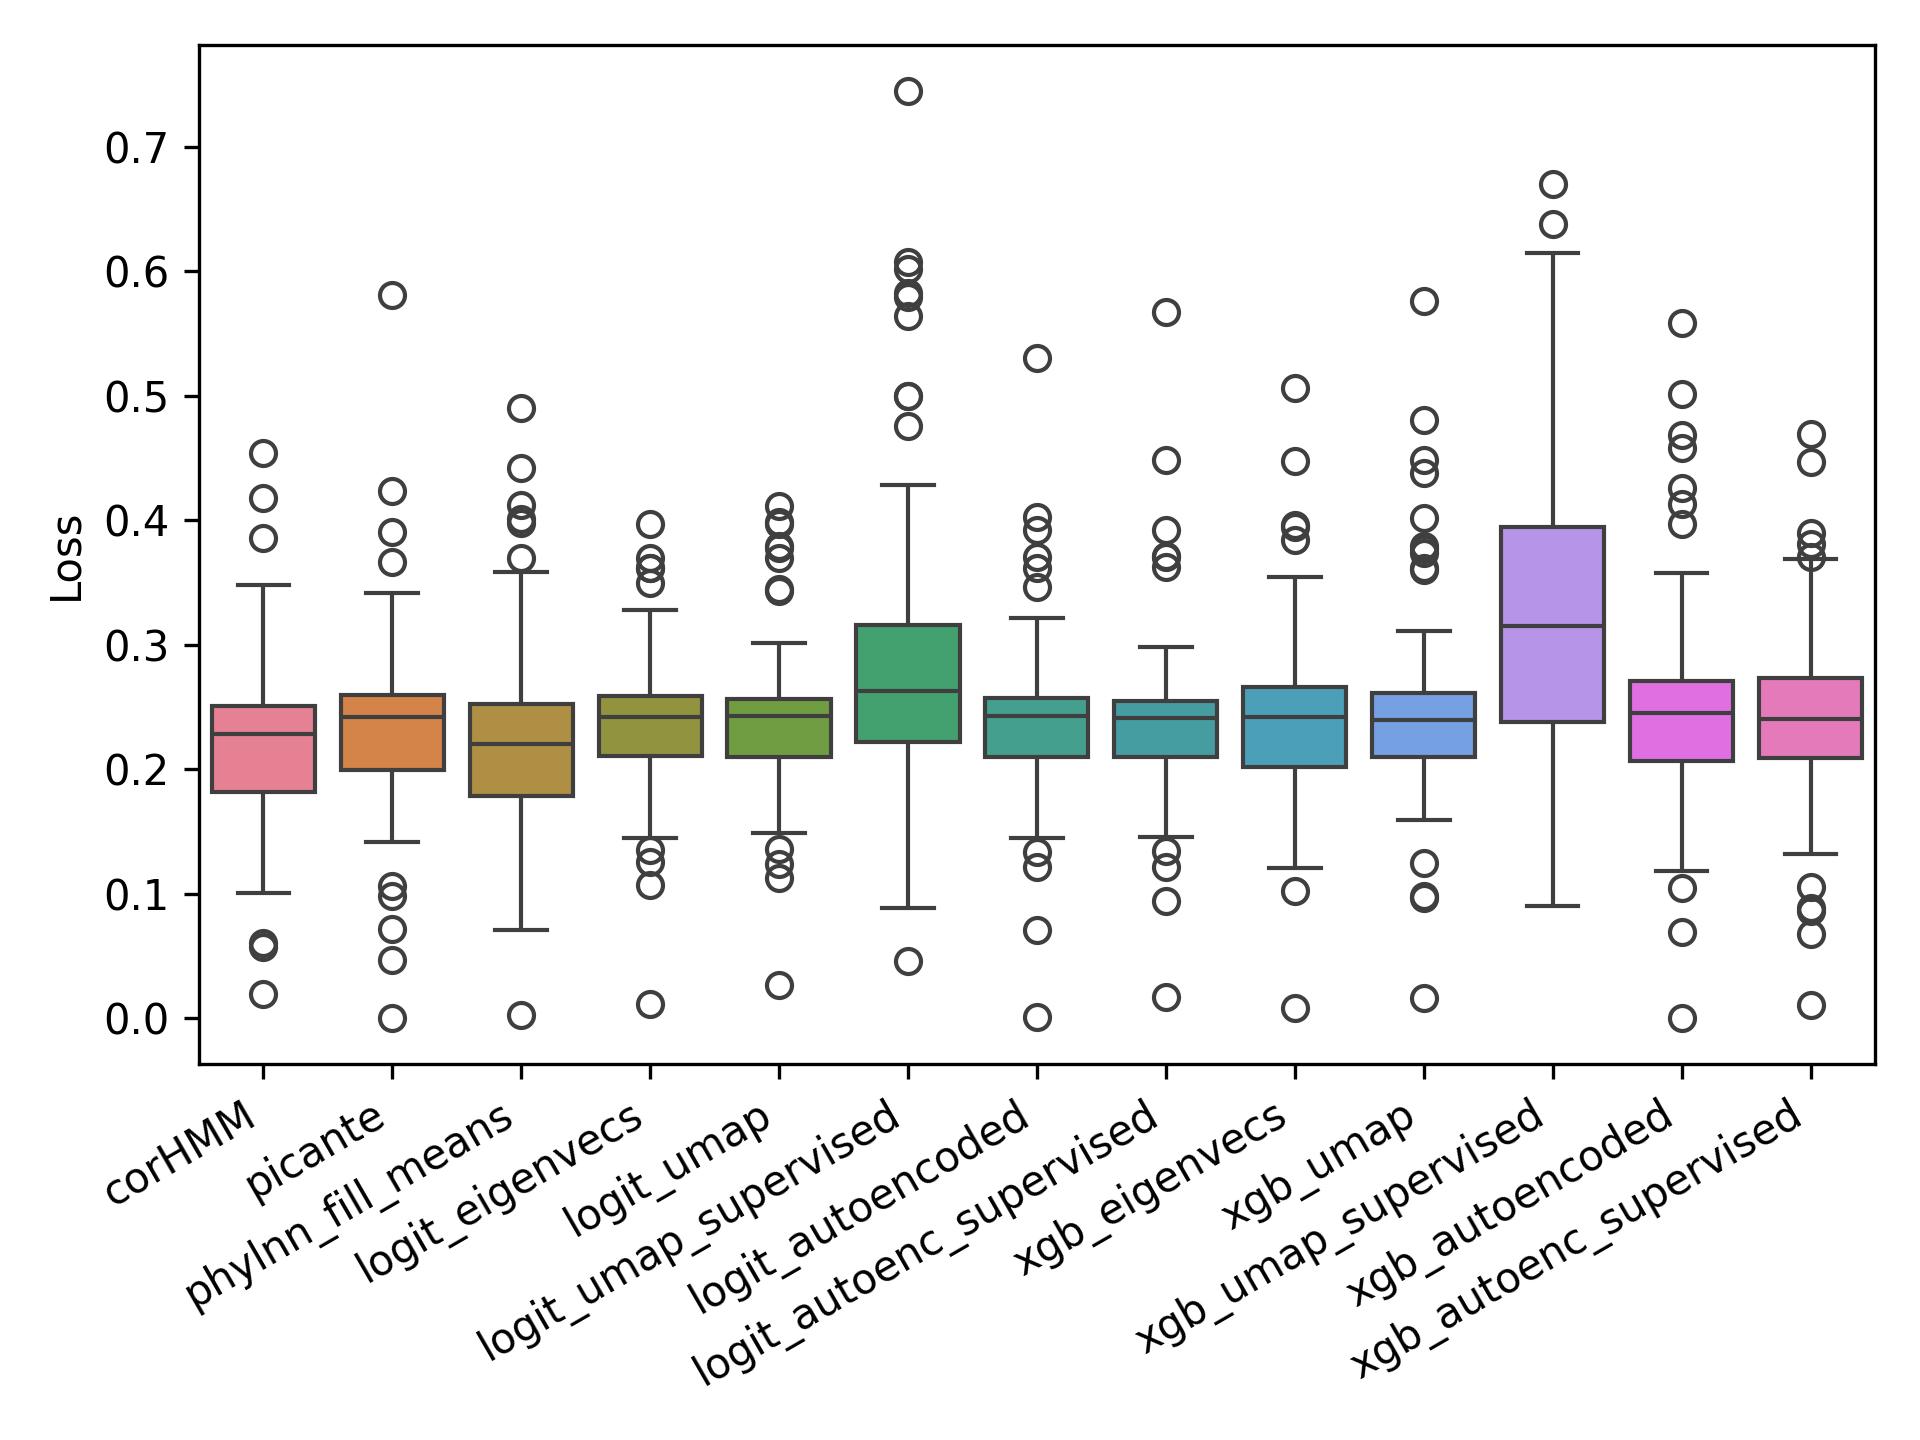 Loss
0.7
0.6
0.5
0.4
0.3
0.2
0.1
0.0
corHMM
picante
phylnn_fill_means
logit_eigenvecs
logit_umap
logit_umap_supervised
logit_autoencoded
logit_autoenc_supervised
xgb_eigenvecs
xgb_umap
xgb_umap_supervised
xgb_autoencoded
xgb_autoenc_supervised